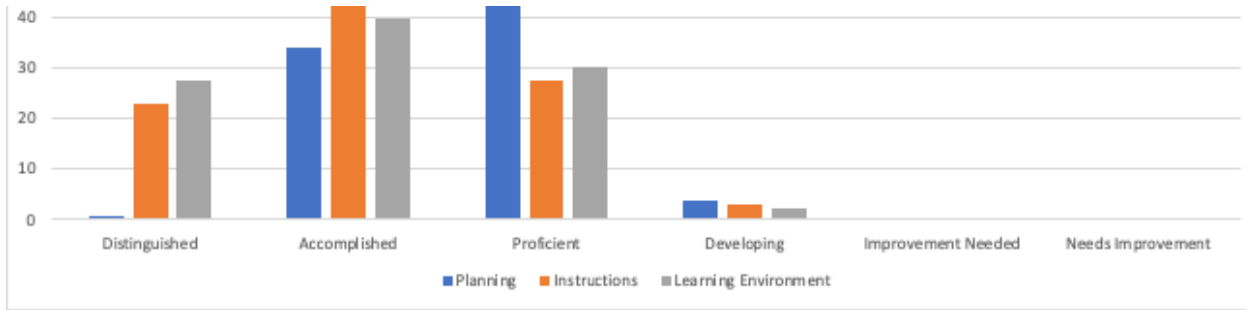 40
30
20
10
0
Distinguished Accomplished Proficient Developing Improvement Needed Needs Improvement
Planning Instructions Learning Environment